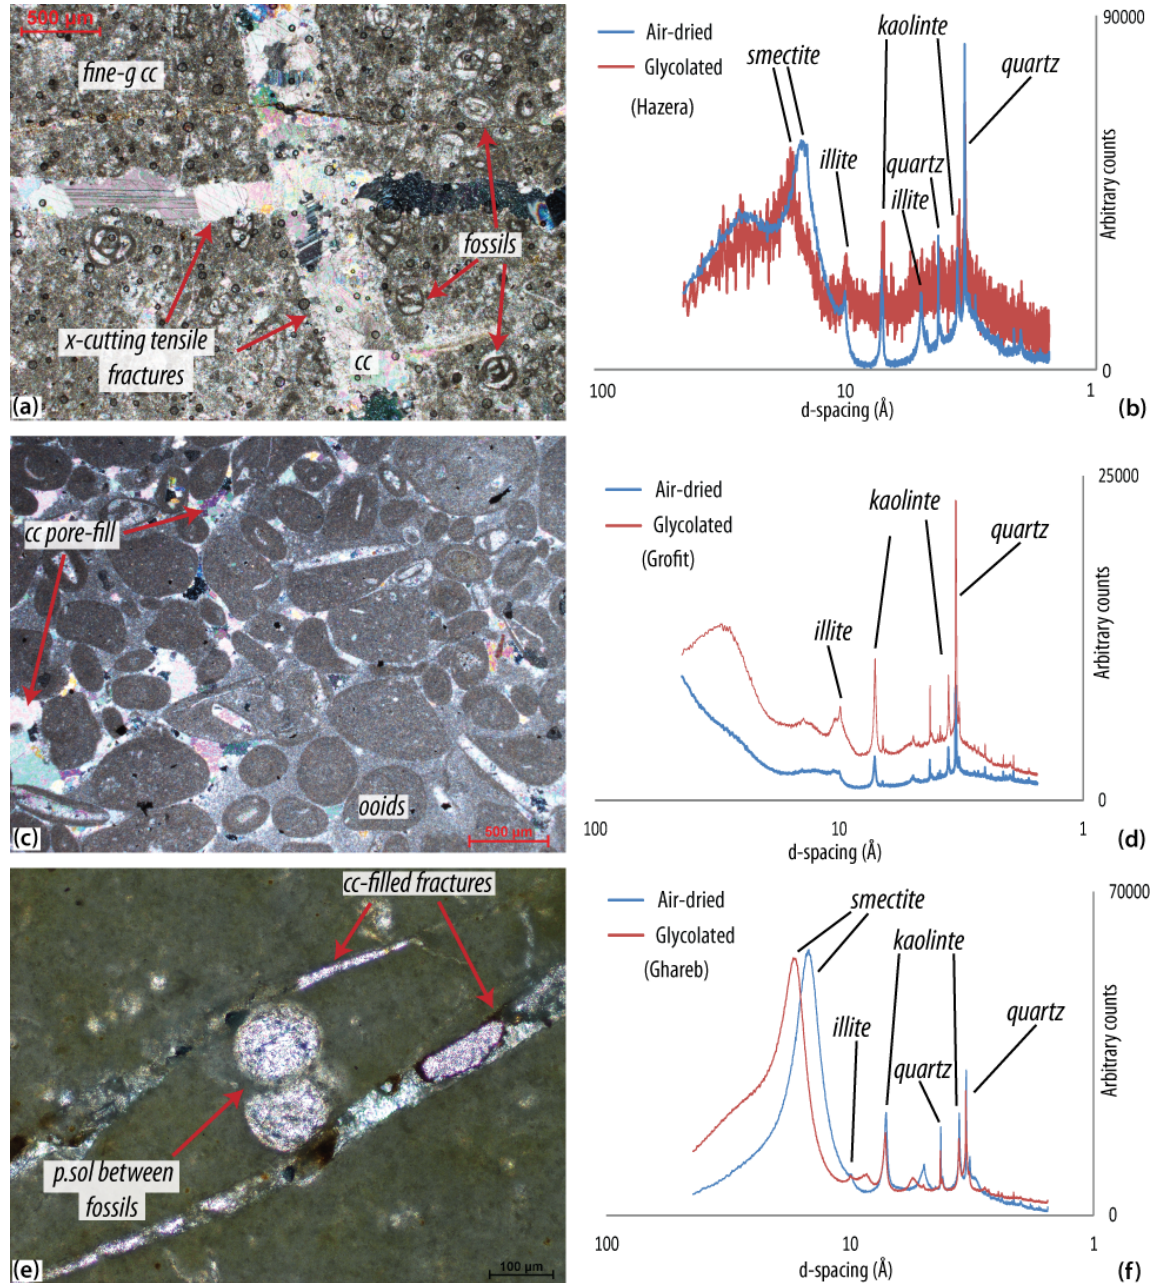 500 µm
fine-g cc
fossils
x-cutting tensile
fractures
cc
(a)
Air-dried
Glycolated
(Hazera)
smectite
kaolinte
quartz
illite
quartz
illite
90000
Arbitrary counts
0
100
10
1
d-spacing (Å)
(b)
cc pore-fill
ooids
500 µm
(c)
Air-dried
Glycolated
(Grofit)
kaolinte
quartz
illite
25000
Arbitrary counts
0
100
10
1
d-spacing (Å)
(d)
cc-filled fractures
p.sol between
fossils
100 µm
(e)
Air-dried
Glycolated
(Ghareb)
smectite
kaolinte
illite
quartz
quartz
70000
Arbitrary counts
0
100
10
1
d-spacing (Å)
(f)